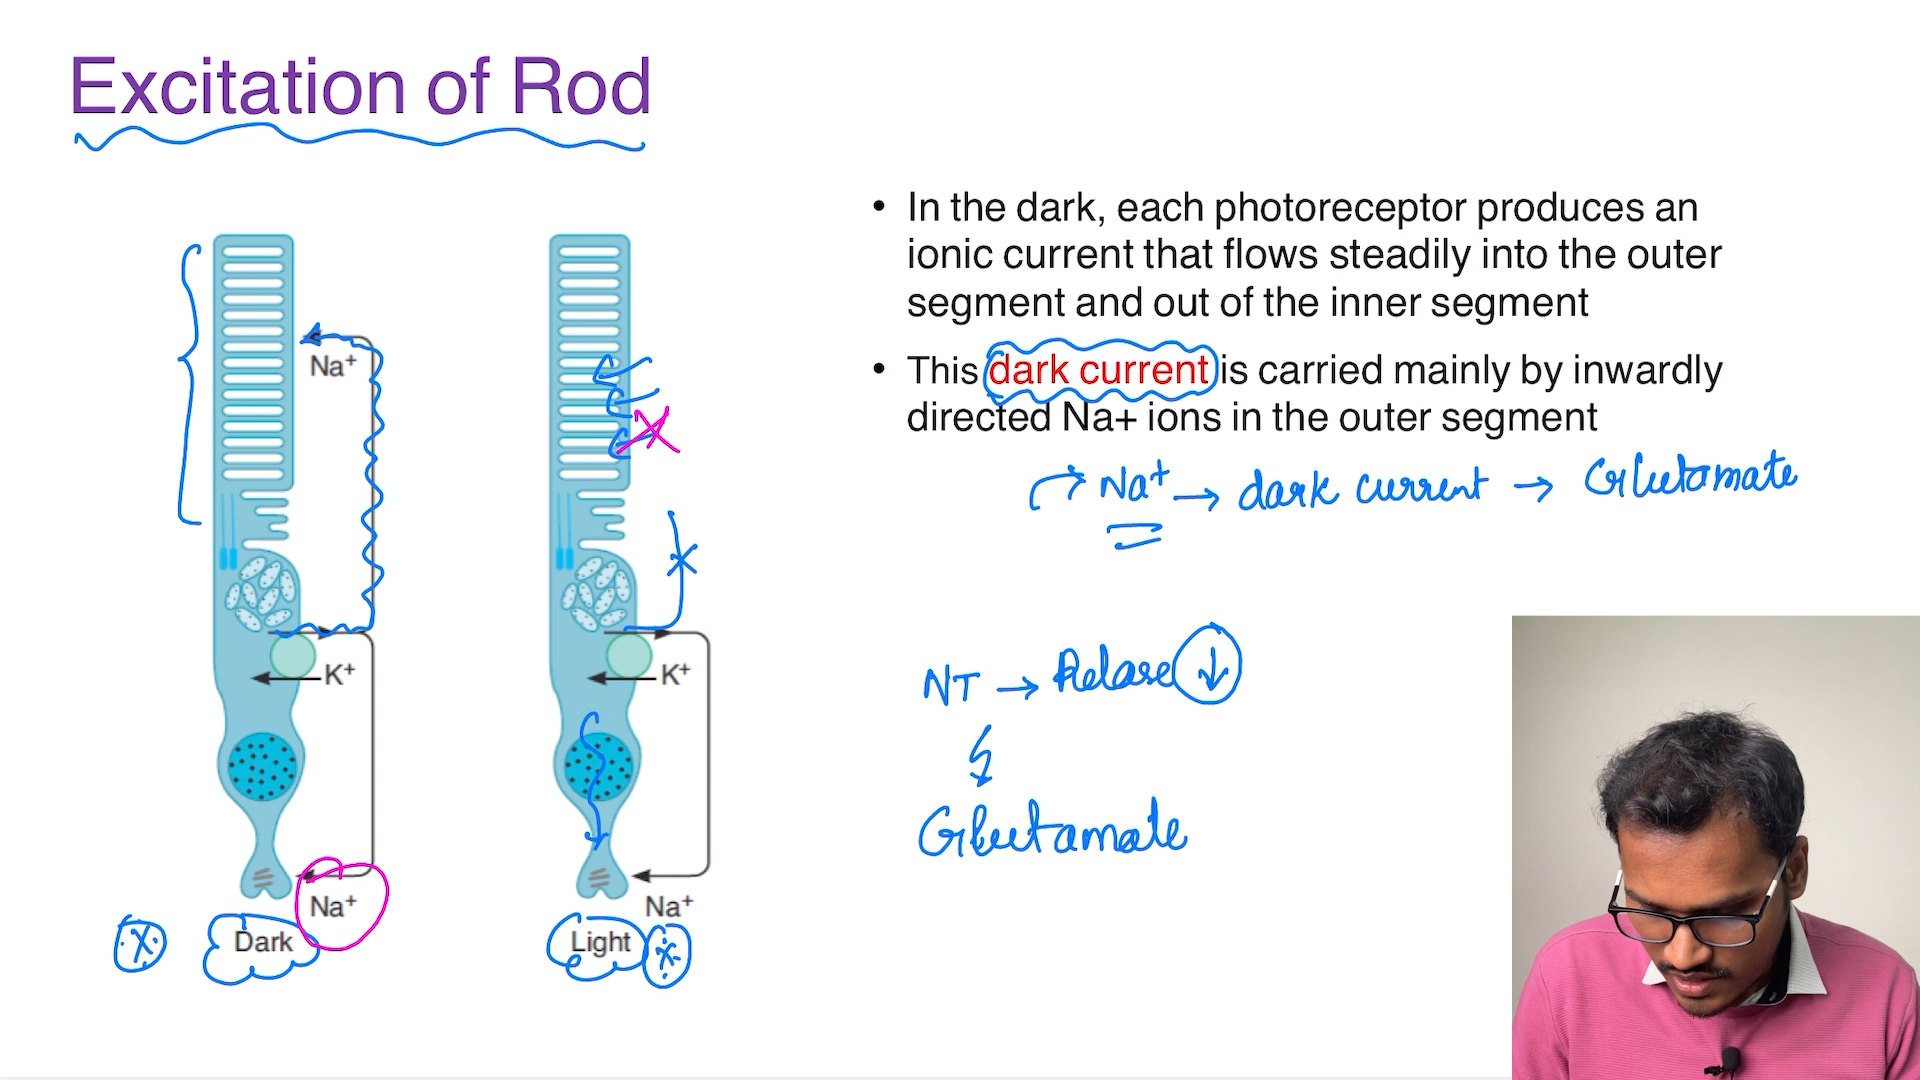 Excitation of Rod
• In the dark, each photoreceptor produces an
ionic current that flows steadily into the outer
segment and out of the inner segment
• This dark current is carried mainly by inwardly
directed Na+ ions in the outer segment
Na⁺ → dark current → Glutamate
NT → Relase ↓
Glutamate
Na⁺
K⁺
Na⁺
Dark
K⁺
Na⁺
Light